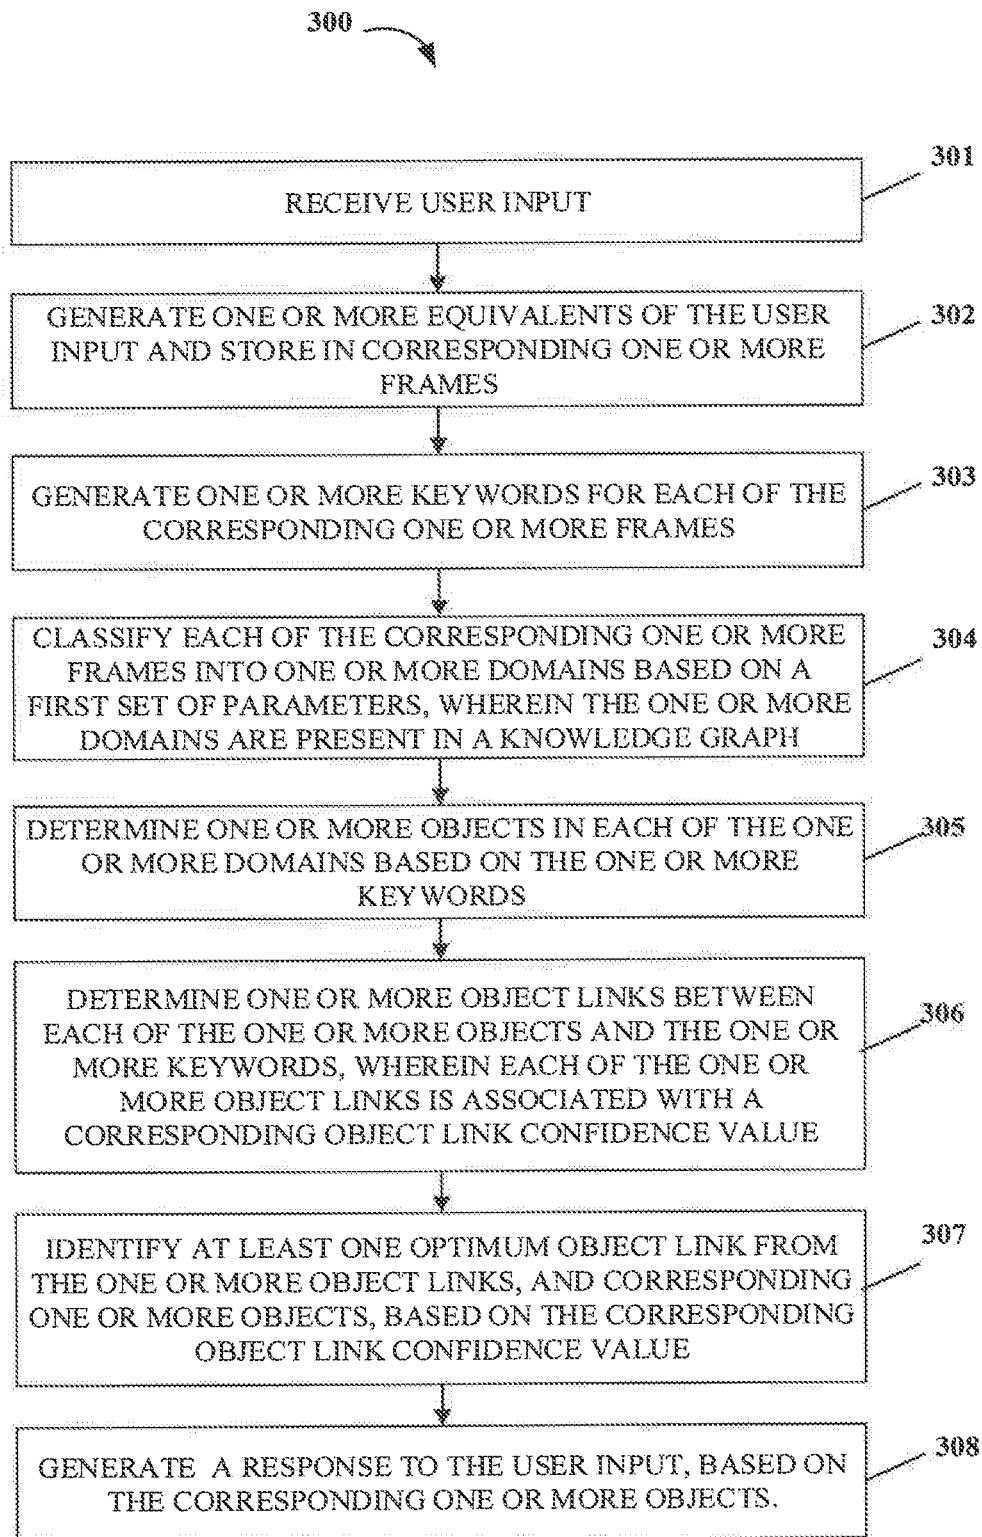 300
301
RECEIVE USER INPUT
302
GENERATE ONE OR MORE EQUIVALENTS OF THE USER
INPUT AND STORE IN CORRESPONDING ONE OR MORE
FRAMES
303
GENERATE ONE OR MORE KEYWORDS FOR EACH OF THE
CORRESPONDING ONE OR MORE FRAMES
304
CLASSIFY EACH OF THE CORRESPONDING ONE OR MORE
FRAMES INTO ONE OR MORE DOMAINS BASED ON A
FIRST SET OF PARAMETERS, WHEREIN THE ONE OR MORE
DOMAINS ARE PRESENT IN A KNOWLEDGE GRAPH
305
DETERMINE ONE OR MORE OBJECTS IN EACH OF THE ONE
OR MORE DOMAINS BASED ON THE ONE OR MORE
KEYWORDS
306
DETERMINE ONE OR MORE OBJECT LINKS BETWEEN
EACH OF THE ONE OR MORE OBJECTS AND THE ONE OR
MORE KEYWORDS, WHEREIN EACH OF THE ONE OR
MORE OBJECT LINKS IS ASSOCIATED WITH A
CORRESPONDING OBJECT LINK CONFIDENCE VALUE
307
IDENTIFY AT LEAST ONE OPTIMUM OBJECT LINK FROM
THE ONE OR MORE OBJECT LINKS, AND CORRESPONDING
ONE OR MORE OBJECTS, BASED ON THE CORRESPONDING
OBJECT LINK CONFIDENCE VALUE
308
GENERATE A RESPONSE TO THE USER INPUT, BASED ON
THE CORRESPONDING ONE OR MORE OBJECTS.